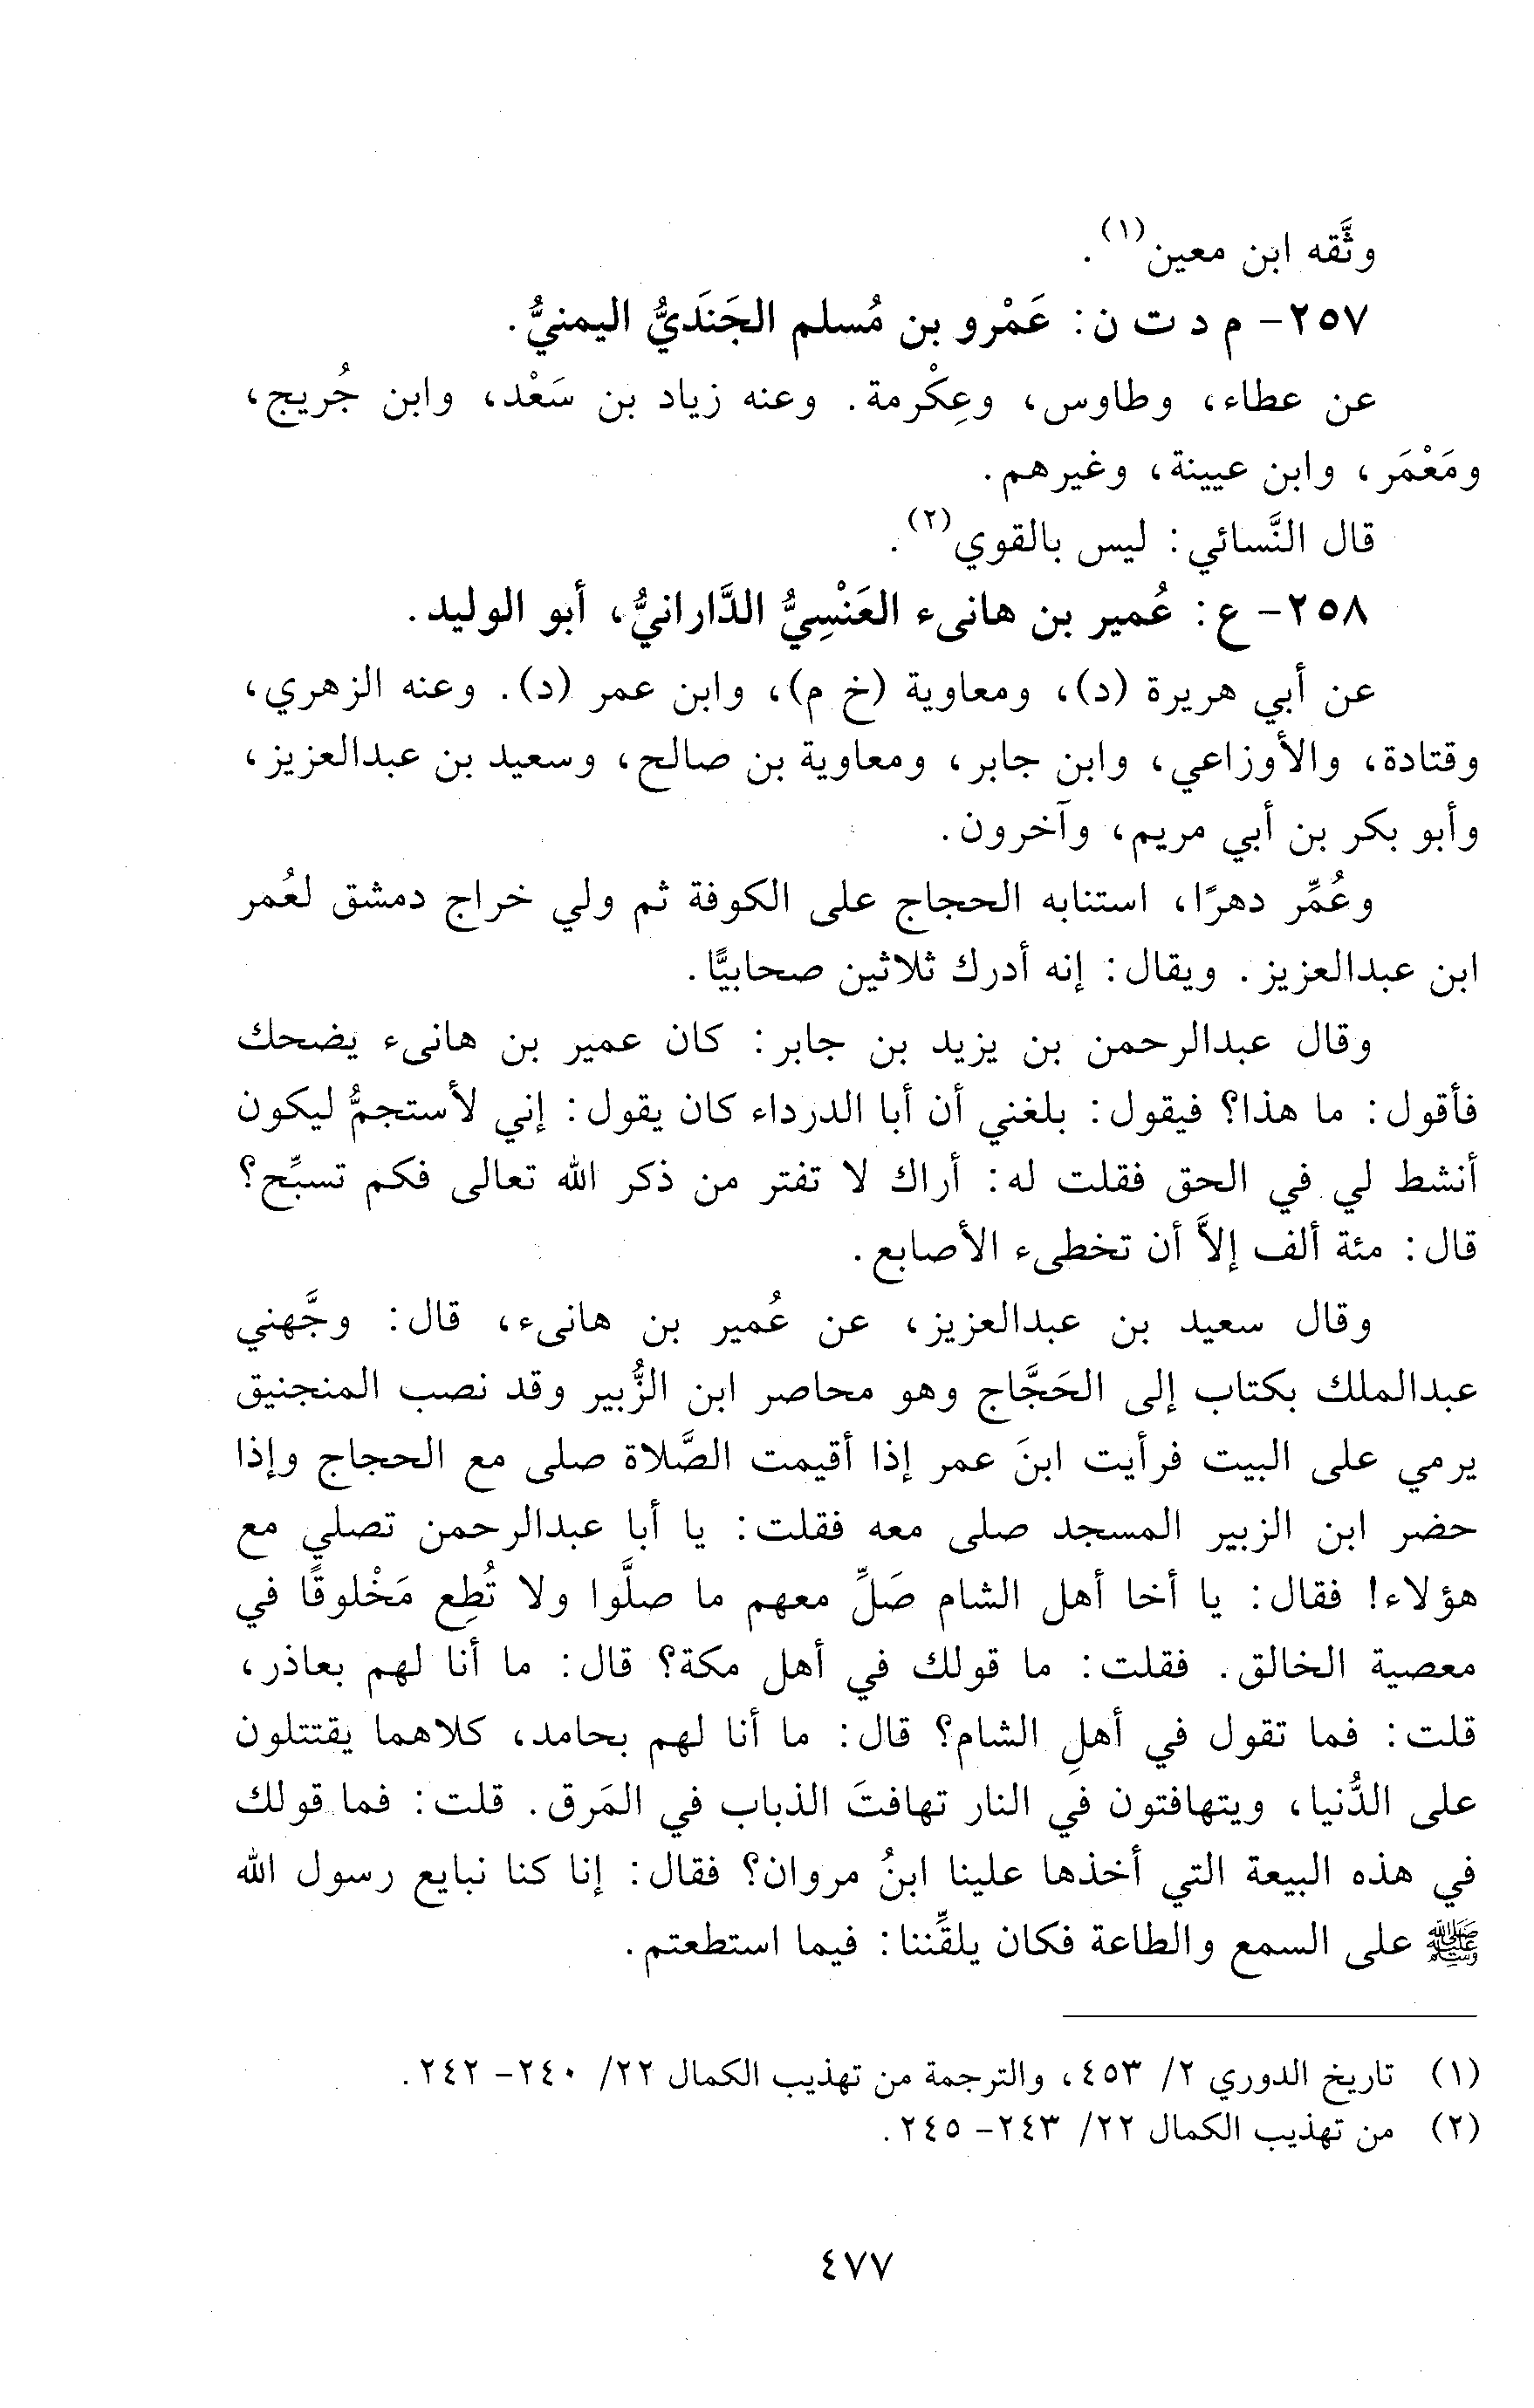 وثَّقه ابن معين(١).
٢٥٧- م د ت ن: عَمْرو بن مُسلم الجَنَديُّ اليمنيُّ.
عن عطاء، وطاوس، وعِكْرمة. وعنه زياد بن سَعْد، وابن جُريج،
ومَعْمَر، وابن عيينة، وغيرهم.
قال النَّسائي: ليس بالقوي(٢).
٢٥٨- ع: عُمير بن هانىء العَنْسِيُّ الدَّارانيُّ، أبو الوليد.
عن أبي هريرة (د)، ومعاوية (خ م)، وابن عمر (د). وعنه الزهري،
وقتادة، والأوزاعي، وابن جابر، ومعاوية بن صالح، وسعيد بن عبدالعزيز،
وأبو بكر بن أبي مريم، وآخرون.
وعُمِّر دهرًا، استنابه الحجاج على الكوفة ثم ولي خراج دمشق لعُمر
ابن عبدالعزيز. ويقال: إنه أدرك ثلاثين صحابيًّا.
وقال عبدالرحمن بن يزيد بن جابر: كان عمير بن هانىء يضحك
فأقول: ما هذا؟ فيقول: بلغني أن أبا الدرداء كان يقول: إني لأستجمُّ ليكون
أنشط لي في الحق فقلت له: أراك لا تفتر من ذكر الله تعالى فكم تسبِّح؟
قال: مئة ألف إلاَّ أن تخطىء الأصابع.
وقال سعيد بن عبدالعزيز، عن عُمير بن هانىء، قال: وجَّهني
عبدالملك بكتاب إلى الحَجَّاج وهو محاصر ابن الزُّبير وقد نصب المنجنيق
يرمي على البيت فرأيت ابنَ عمر إذا أقيمت الصَّلاة صلى مع الحجاج وإذا
حضر ابن الزبير المسجد صلى معه فقلت: يا أبا عبدالرحمن تصلي مع
هؤلاء! فقال: يا أخا أهل الشام صَلِّ معهم ما صلَّوا ولا تُطِع مَخْلوقًا في
معصية الخالق. فقلت: ما قولك في أهل مكة؟ قال: ما أنا لهم بعاذر،
قلت: فما تقول في أهلِ الشام؟ قال: ما أنا لهم بحامد، كلاهما يقتتلون
على الدُّنيا، ويتهافتون في النار تهافتَ الذباب في المَرق. قلت: فما قولك
في هذه البيعة التي أخذها علينا ابنُ مروان؟ فقال: إنا كنا نبايع رسول الله
ﷺ على السمع والطاعة فكان يلقِّننا: فيما استطعتم.
(١) تاريخ الدوري ٢/ ٤٥٣، والترجمة من تهذيب الكمال ٢٢/ ٢٤٠- ٢٤٢.
(٢) من تهذيب الكمال ٢٢/ ٢٤٣- ٢٤٥.
٤٧٧